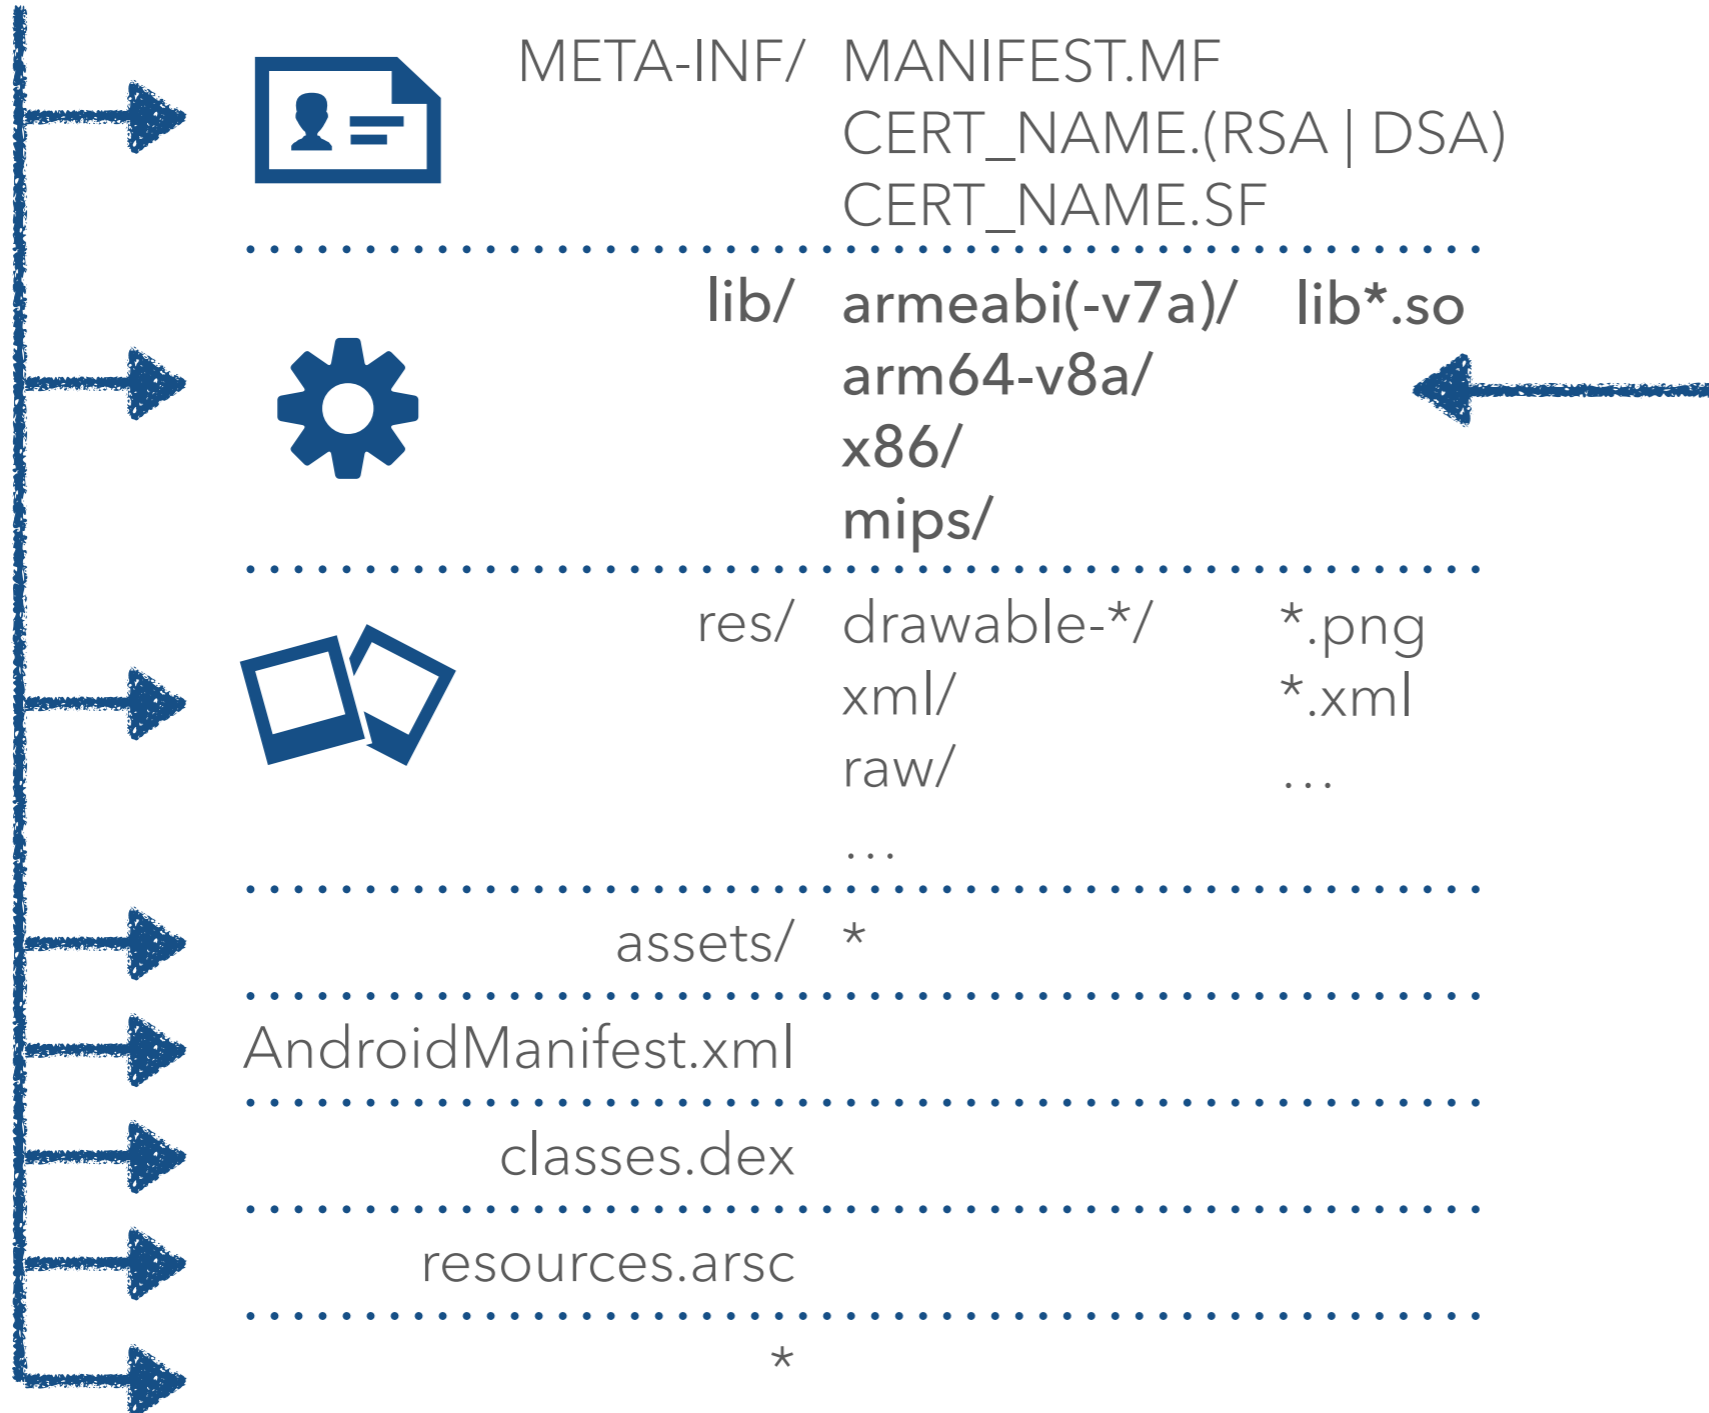 META-INF/ MANIFEST.MF
CERT_NAME.(RSA | DSA)
CERT_NAME.SF
lib/ armeabi(-v7a)/ lib*.so
arm64-v8a/
x86/
mips/
res/ drawable-*/ *.png
xml/ *.xml
raw/ …
…
assets/ *
AndroidManifest.xml
classes.dex
resources.arsc
*